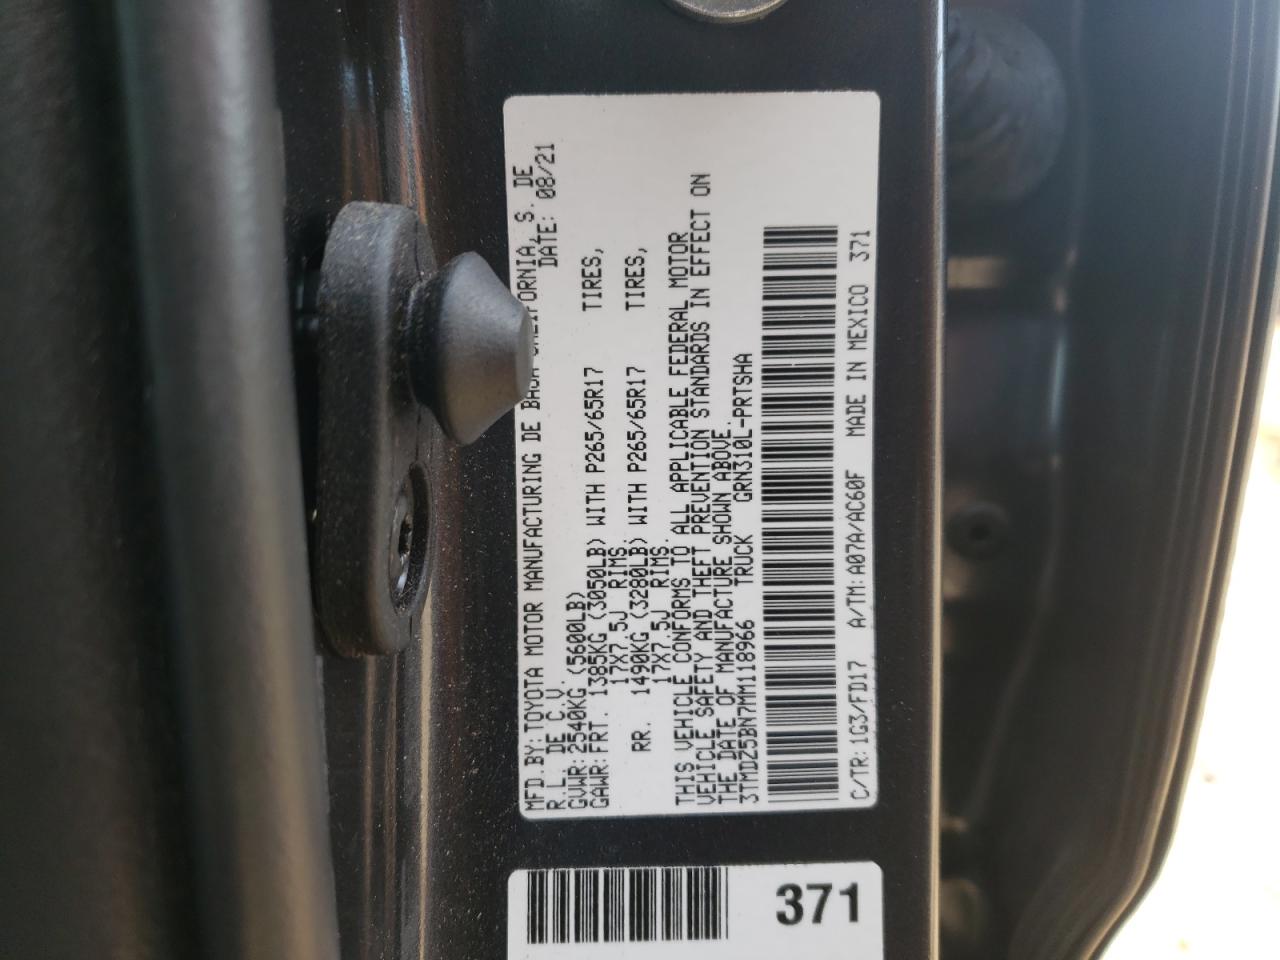 MFD.BY: TOYOTA MOTOR MANUFACTURING DE BAJA CALIFORNIA, S. DE
R.L. DE C.V. DATE: 08/21
GVWR: 2540KG (5600LB)
GAWR: FRT. 1385KG (3050LB) WITH P265/65R17 TIRES,
17X7.5J RIMS.
RR. 1490KG (3280LB) WITH P265/65R17 TIRES,
17X7.5J RIMS.
THIS VEHICLE CONFORMS TO ALL APPLICABLE FEDERAL MOTOR
VEHICLE SAFETY AND THEFT PREVENTION STANDARDS IN EFFECT ON
THE DATE OF MANUFACTURE SHOWN ABOVE.
3TMDZ5BN7MM118966 TRUCK GRN310L-PRTSHA
C/TR: 1G3/FD17 A/TM: A07A/AC60F MADE IN MEXICO 371
371